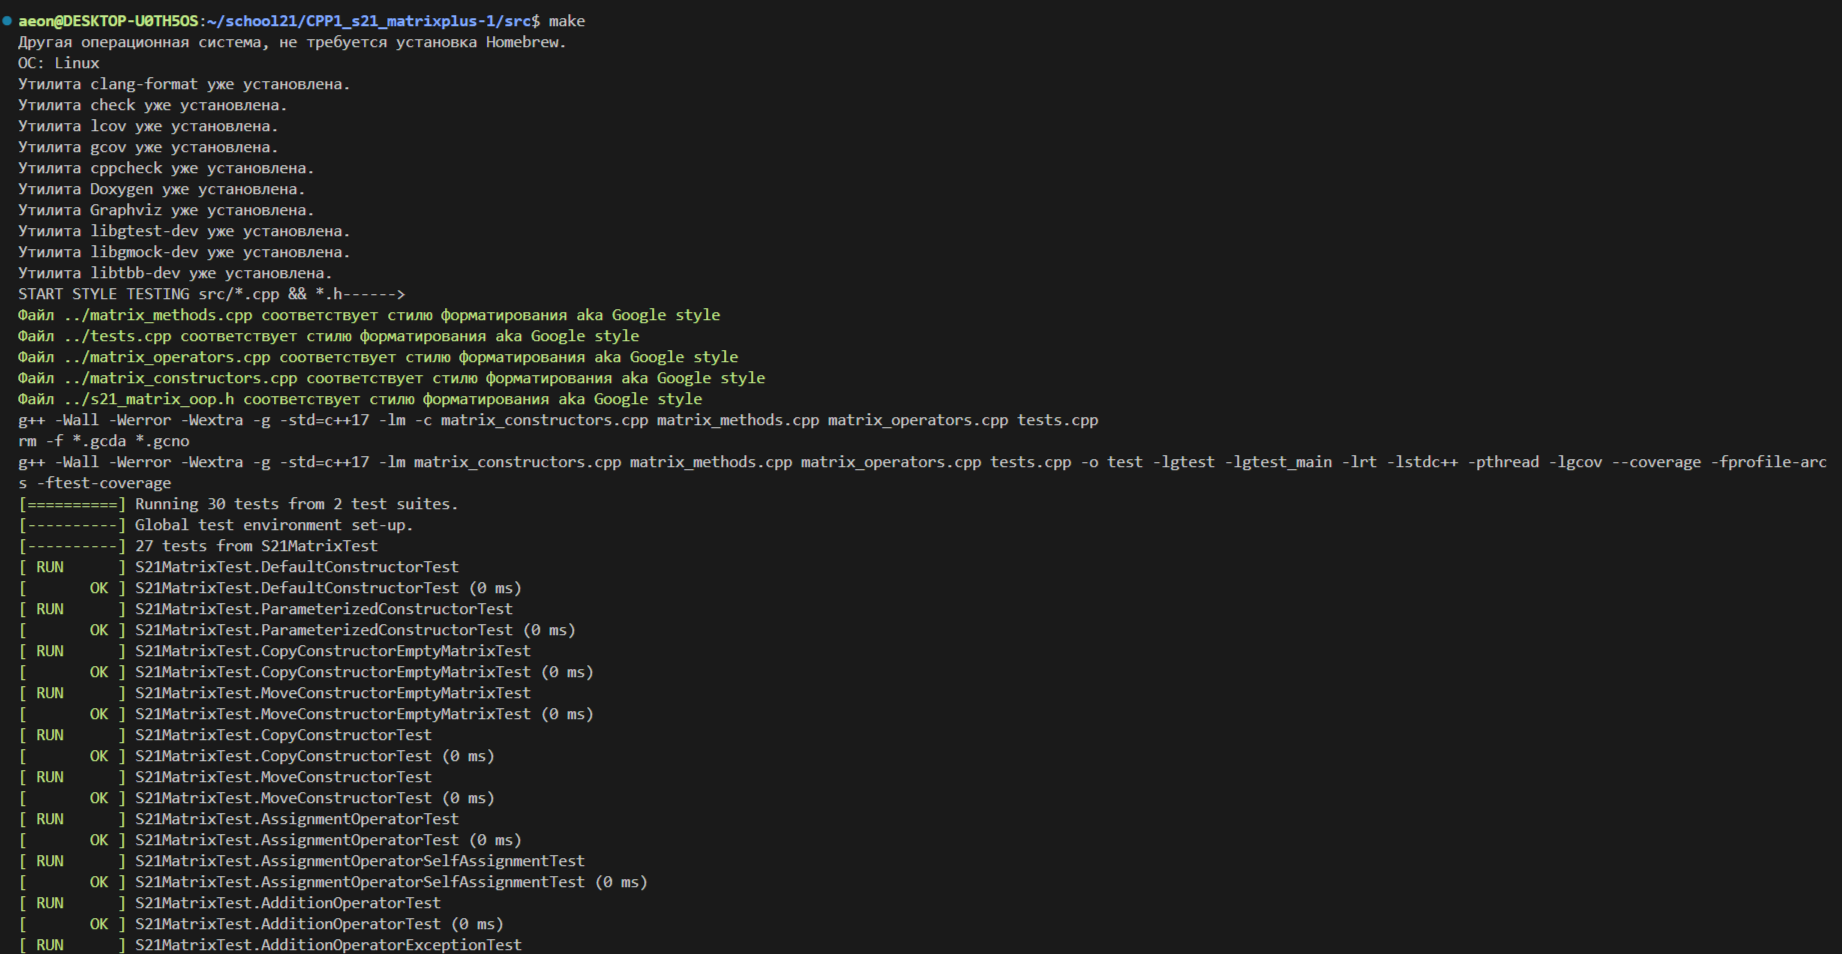 aeon@DESKTOP-U0TH5OS:~/school21/CPP1_s21_matrixplus-1/src$ make
Другая операционная система, не требуется установка Homebrew.
ОС: Linux
Утилита clang-format уже установлена.
Утилита check уже установлена.
Утилита lcov уже установлена.
Утилита gcov уже установлена.
Утилита cppcheck уже установлена.
Утилита Doxygen уже установлена.
Утилита Graphviz уже установлена.
Утилита libgtest-dev уже установлена.
Утилита libgmock-dev уже установлена.
Утилита libtbb-dev уже установлена.
START STYLE TESTING src/*.cpp && *.h------>
Файл ../matrix_methods.cpp соответствует стилю форматирования aka Google style
Файл ../tests.cpp соответствует стилю форматирования aka Google style
Файл ../matrix_operators.cpp соответствует стилю форматирования aka Google style
Файл ../matrix_constructors.cpp соответствует стилю форматирования aka Google style
Файл ../s21_matrix_oop.h соответствует стилю форматирования aka Google style
g++ -Wall -Werror -Wextra -g -std=c++17 -lm -c matrix_constructors.cpp matrix_methods.cpp matrix_operators.cpp tests.cpp
rm -f *.gcda *.gcno
g++ -Wall -Werror -Wextra -g -std=c++17 -lm matrix_constructors.cpp matrix_methods.cpp matrix_operators.cpp tests.cpp -o test -lgtest -lgtest_main -lrt -lstdc++ -pthread -lgcov --coverage -fprofile-arc
s -ftest-coverage
[==========] Running 30 tests from 2 test suites.
[----------] Global test environment set-up.
[----------] 27 tests from S21MatrixTest
[ RUN      ] S21MatrixTest.DefaultConstructorTest
[       OK ] S21MatrixTest.DefaultConstructorTest (0 ms)
[ RUN      ] S21MatrixTest.ParameterizedConstructorTest
[       OK ] S21MatrixTest.ParameterizedConstructorTest (0 ms)
[ RUN      ] S21MatrixTest.CopyConstructorEmptyMatrixTest
[       OK ] S21MatrixTest.CopyConstructorEmptyMatrixTest (0 ms)
[ RUN      ] S21MatrixTest.MoveConstructorEmptyMatrixTest
[       OK ] S21MatrixTest.MoveConstructorEmptyMatrixTest (0 ms)
[ RUN      ] S21MatrixTest.CopyConstructorTest
[       OK ] S21MatrixTest.CopyConstructorTest (0 ms)
[ RUN      ] S21MatrixTest.MoveConstructorTest
[       OK ] S21MatrixTest.MoveConstructorTest (0 ms)
[ RUN      ] S21MatrixTest.AssignmentOperatorTest
[       OK ] S21MatrixTest.AssignmentOperatorTest (0 ms)
[ RUN      ] S21MatrixTest.AssignmentOperatorSelfAssignmentTest
[       OK ] S21MatrixTest.AssignmentOperatorSelfAssignmentTest (0 ms)
[ RUN      ] S21MatrixTest.AdditionOperatorTest
[       OK ] S21MatrixTest.AdditionOperatorTest (0 ms)
[ RUN      ] S21MatrixTest.AdditionOperatorExceptionTest